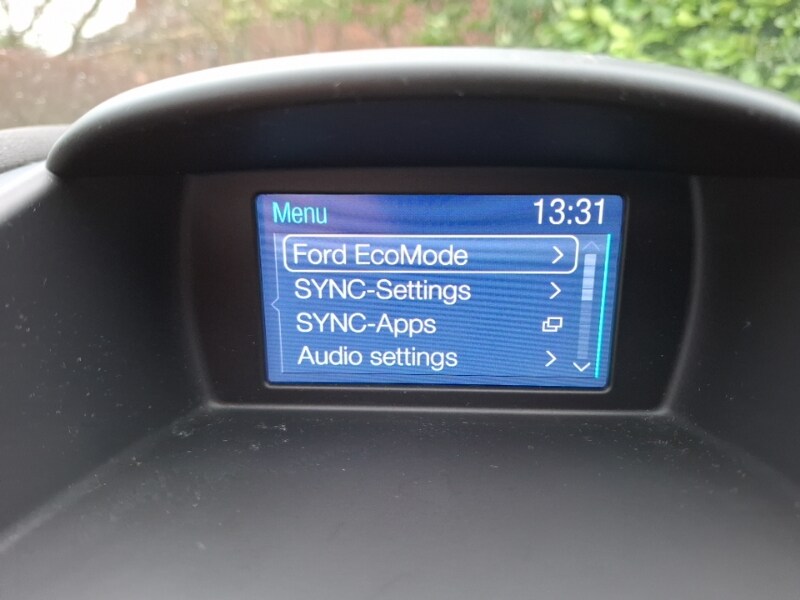 Menu 13:31
Ford EcoMode
SYNC-Settings
SYNC-Apps
Audio settings